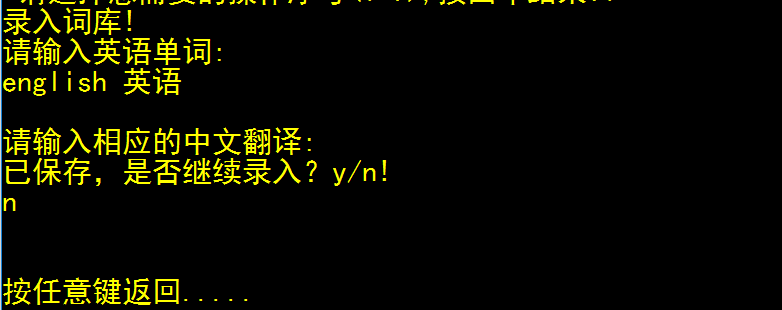 录入词库!
请输入英语单词:
english 英语
请输入相应的中文翻译:
已保存，是否继续录入？y/n!
n
按任意键返回.....